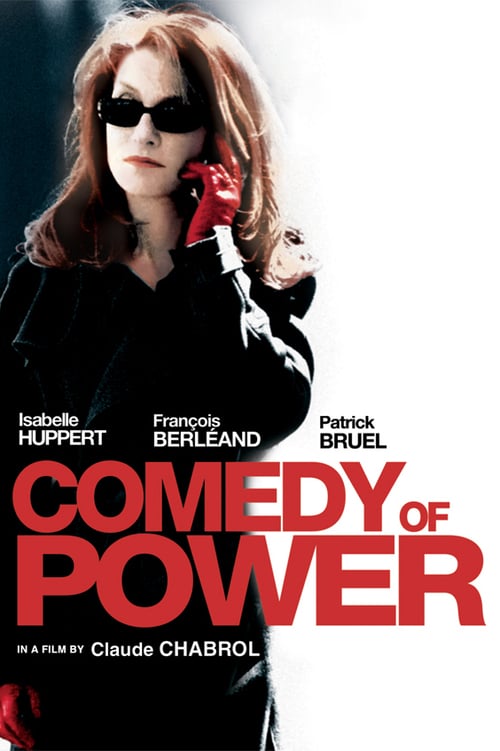 Isabelle François Patrick
HUPPERT BERLÉAND BRUEL
COMEDY OF
POWER
IN A FILM BY Claude CHABROL